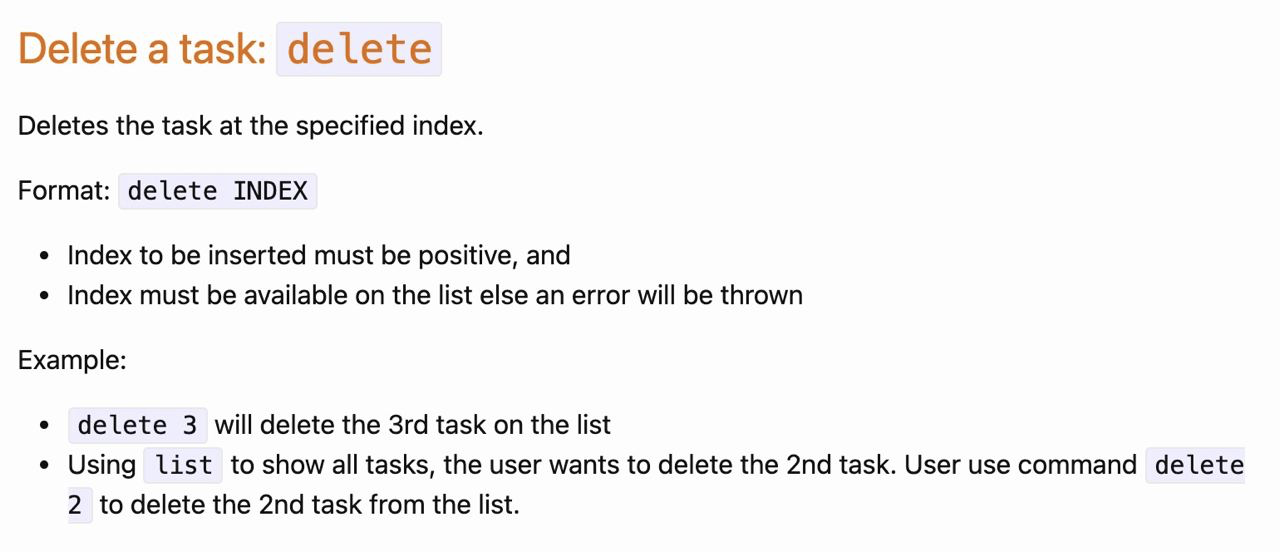 Delete a task: delete
Deletes the task at the specified index.
Format: delete INDEX
• Index to be inserted must be positive, and
• Index must be available on the list else an error will be thrown
Example:
• delete 3 will delete the 3rd task on the list
• Using list to show all tasks, the user wants to delete the 2nd task. User use command delete
2 to delete the 2nd task from the list.